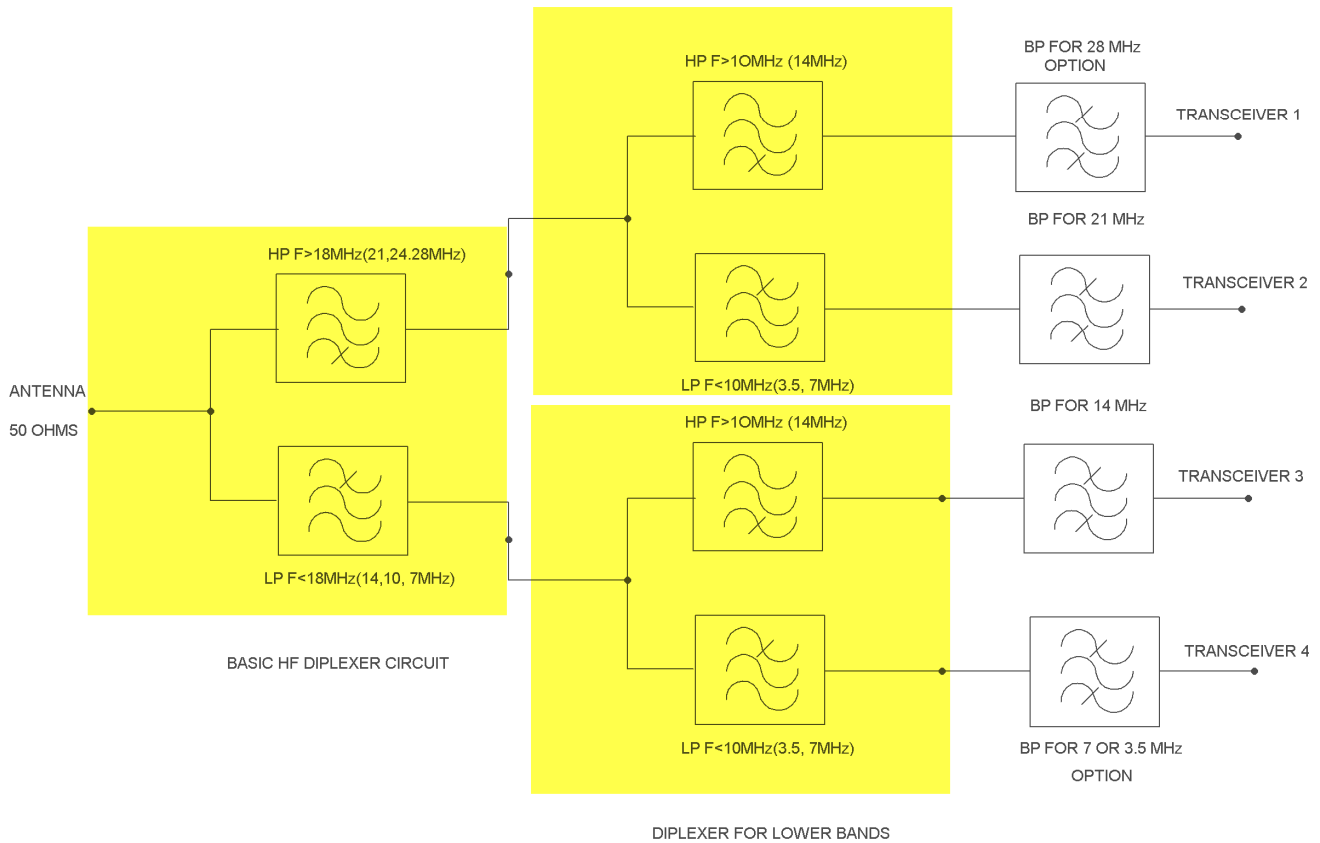 HP F>1OMHz (14MHz)
BP FOR 28 MHz
OPTION
TRANSCEIVER 1
BP FOR 21 MHz
HP F>18MHz(21,24.28MHz)
TRANSCEIVER 2
LP F<10MHz(3.5, 7MHz)
ANTENNA
50 OHMS
BP FOR 14 MHz
HP F>1OMHz (14MHz)
TRANSCEIVER 3
LP F<18MHz(14,10, 7MHz)
BASIC HF DIPLEXER CIRCUIT
TRANSCEIVER 4
LP F<10MHz(3.5, 7MHz)
BP FOR 7 OR 3.5 MHz
OPTION
DIPLEXER FOR LOWER BANDS